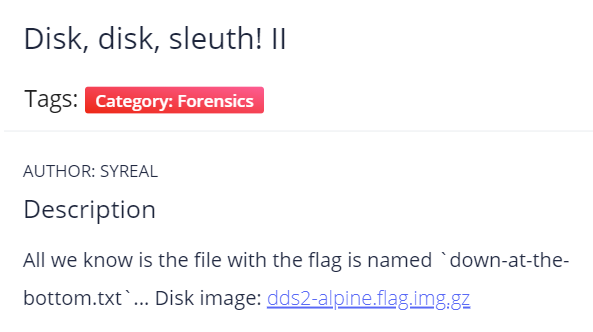 Disk, disk, sleuth! II
Tags: Category: Forensics
AUTHOR: SYREAL
Description
All we know is the file with the flag is named `down-at-the-
bottom.txt`... Disk image: dds2-alpine.flag.img.gz